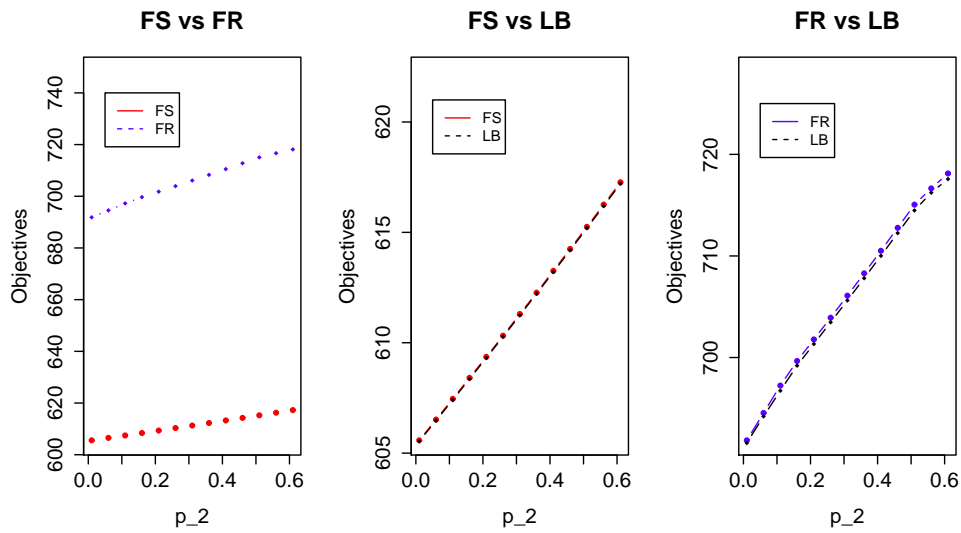 FS vs FR
FS vs LB
FR vs LB
Objectives
600 620 640 660 680 700 720 740
FS
FR
0.0 0.2 0.4 0.6
p_2
Objectives
605 610 615 620
FS
LB
0.0 0.2 0.4 0.6
p_2
Objectives
700 710 720
FR
LB
0.0 0.2 0.4 0.6
p_2